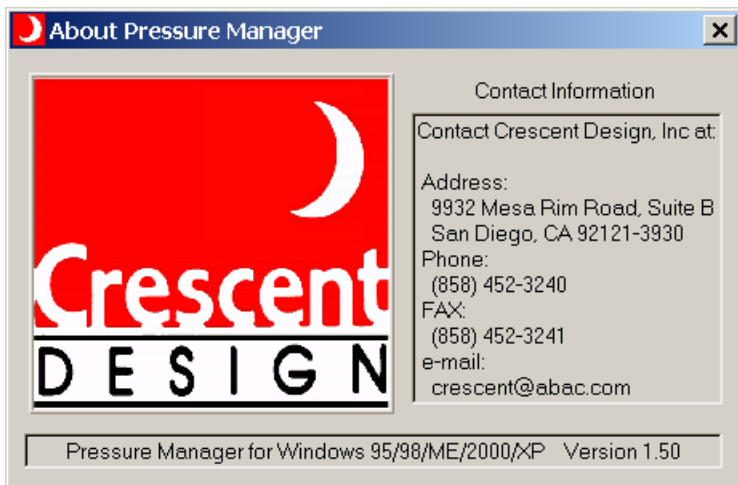 About Pressure Manager
Crescent
DESIGN
Contact Information
Contact Crescent Design, Inc at:
Address:
9932 Mesa Rim Road, Suite B
San Diego, CA 92121-3930
Phone:
(858) 452-3240
FAX:
(858) 452-3241
e-mail:
crescent@abac.com
Pressure Manager for Windows 95/98/ME/2000/XP Version 1.50